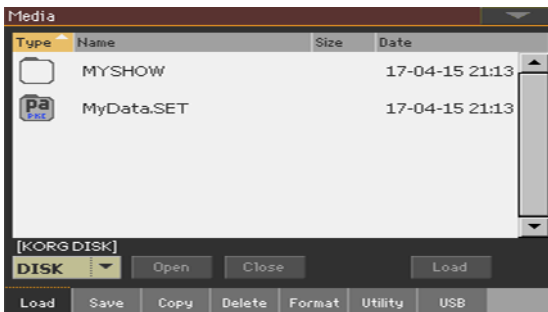 Media
Type Name Size Date
MYSHOW 17-04-15 21:13
Pa
PKG
MyData.SET 17-04-15 21:13
[KORG DISK]
DISK Open Close Load
Load Save Copy Delete Format Utility USB